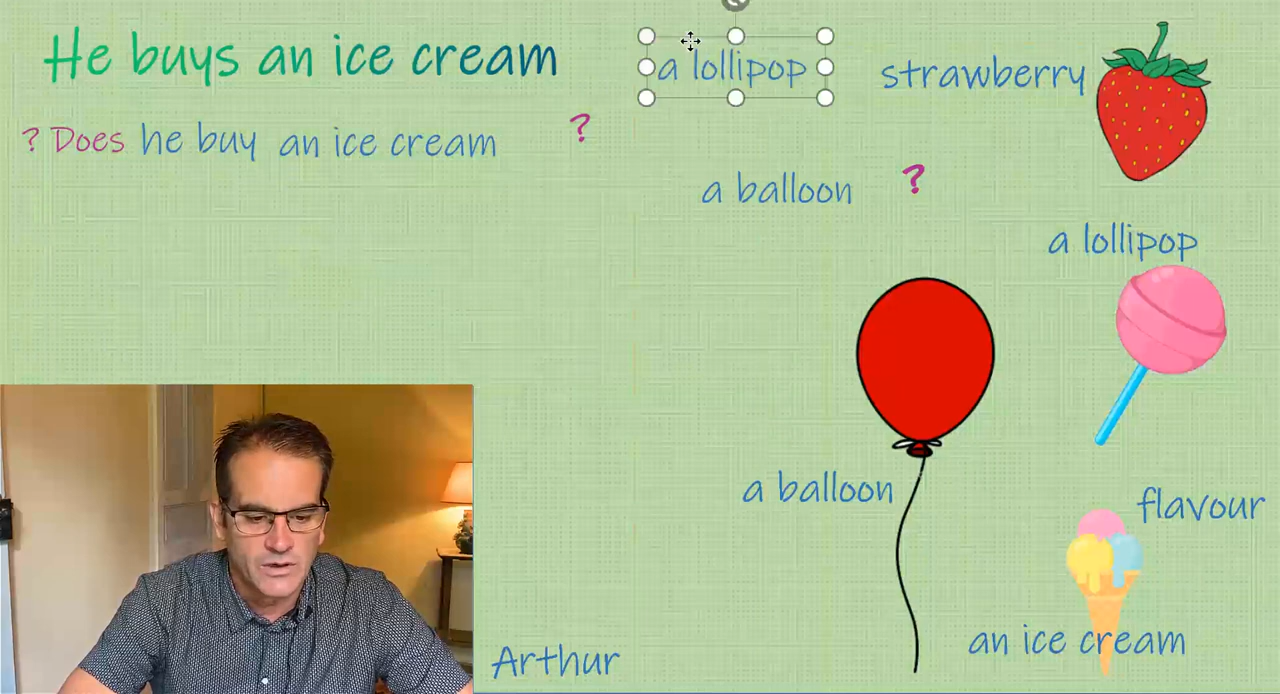 He buys an ice cream
a lollipop
strawberry
? Does he buy an ice cream ?
a balloon ?
a lollipop
a balloon
flavour
an ice cream
Arthur